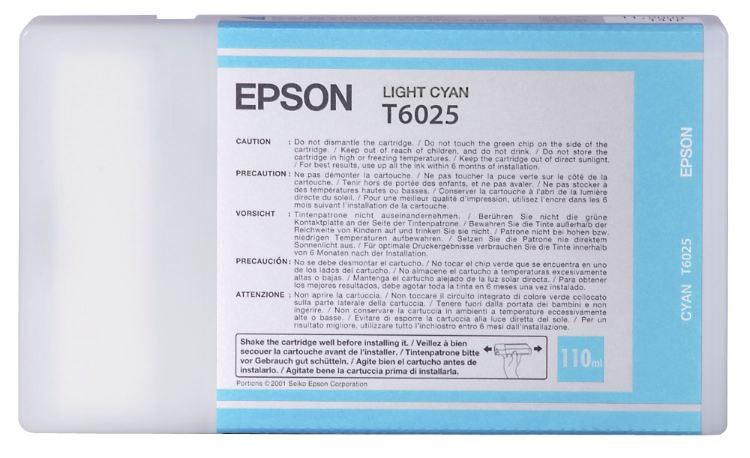 EPSON
LIGHT CYAN
T6025
CAUTION : Do not dismantle the cartridge. / Do not touch the green chip on the side of the
cartridge. / Keep out of reach of children, and do not drink. / Do not store the
cartridge in high or freezing temperatures. / Keep the cartridge out of direct sunlight.
/ For best results, use up all the ink within 6 months of installation.
PRECAUTION : Ne pas démonter la cartouche. / Ne pas toucher la puce verte sur le côté de la
cartouche. / Tenir hors de portée des enfants, et ne pas avaler. / Ne pas stocker à
des températures hautes ou basses. / Conserver la cartouche à l'abri de la lumière
directe du soleil. / Pour une meilleur qualité d'impression, utilisez l'encre dans les 6
mois suivant l'installation de la cartouche.
VORSICHT : Tintenpatrone nicht auseinandernehmen. / Berühren Sie nicht die grüne
Kontaktplatte an der Seite der Tintenpatrone. / Bewahren Sie die Tinte außerhalb der
Reichweite von Kindern auf und trinken Sie sie nicht. / Patrone nicht bei hohen bzw.
niedrigen Temperaturen aufbewahren. / Setzen Sie die Patrone nie direktem
Sonnenlicht aus. / Für optimale Druckergebnisse verbrauchen Sie die Tinte innerhalb
von 6 Monaten nach der Installation.
PRECAUCIÓN: No se debe desmontar el cartucho. / No tocar el chip verde que se encuentra en uno
de los lados del cartucho. / No almacene el cartucho a temperaturas excesivamente
altas o bajas. / Mantenga el cartucho alejado de la luz solar directa. / Para obtener
los mejores resultados, debe agotar toda la tinta en 6 meses una vez instalado.
ATTENZIONE : Non aprire la cartuccia. / Non toccare il circuito integrato di colore verde collocato
sulla parte laterale della cartuccia. / Tenere fuori dalla portata dei bambini e non
ingerire. / Non conservare la cartuccia in ambienti a temperature eccessivamente
alte o basse. / Evitare di esporre la cartuccia alla luce diretta del sole. / Per un
risultato migliore, utilizzare tutto l'inchiostro entro 6 mesi dall'installazione.
Shake the cartridge well before installing it. / Veillez à bien
secouer la cartouche avant de l'installer. / Tintenpatrone bitte
vor Gebrauch gut schütteln. / Agite bien el cartucho antes de
instalarlo. / Agitate bene la cartuccia prima di installarla.
110ml
Portions © 2001 Seiko Epson Corporation
EPSON
CYAN T6025